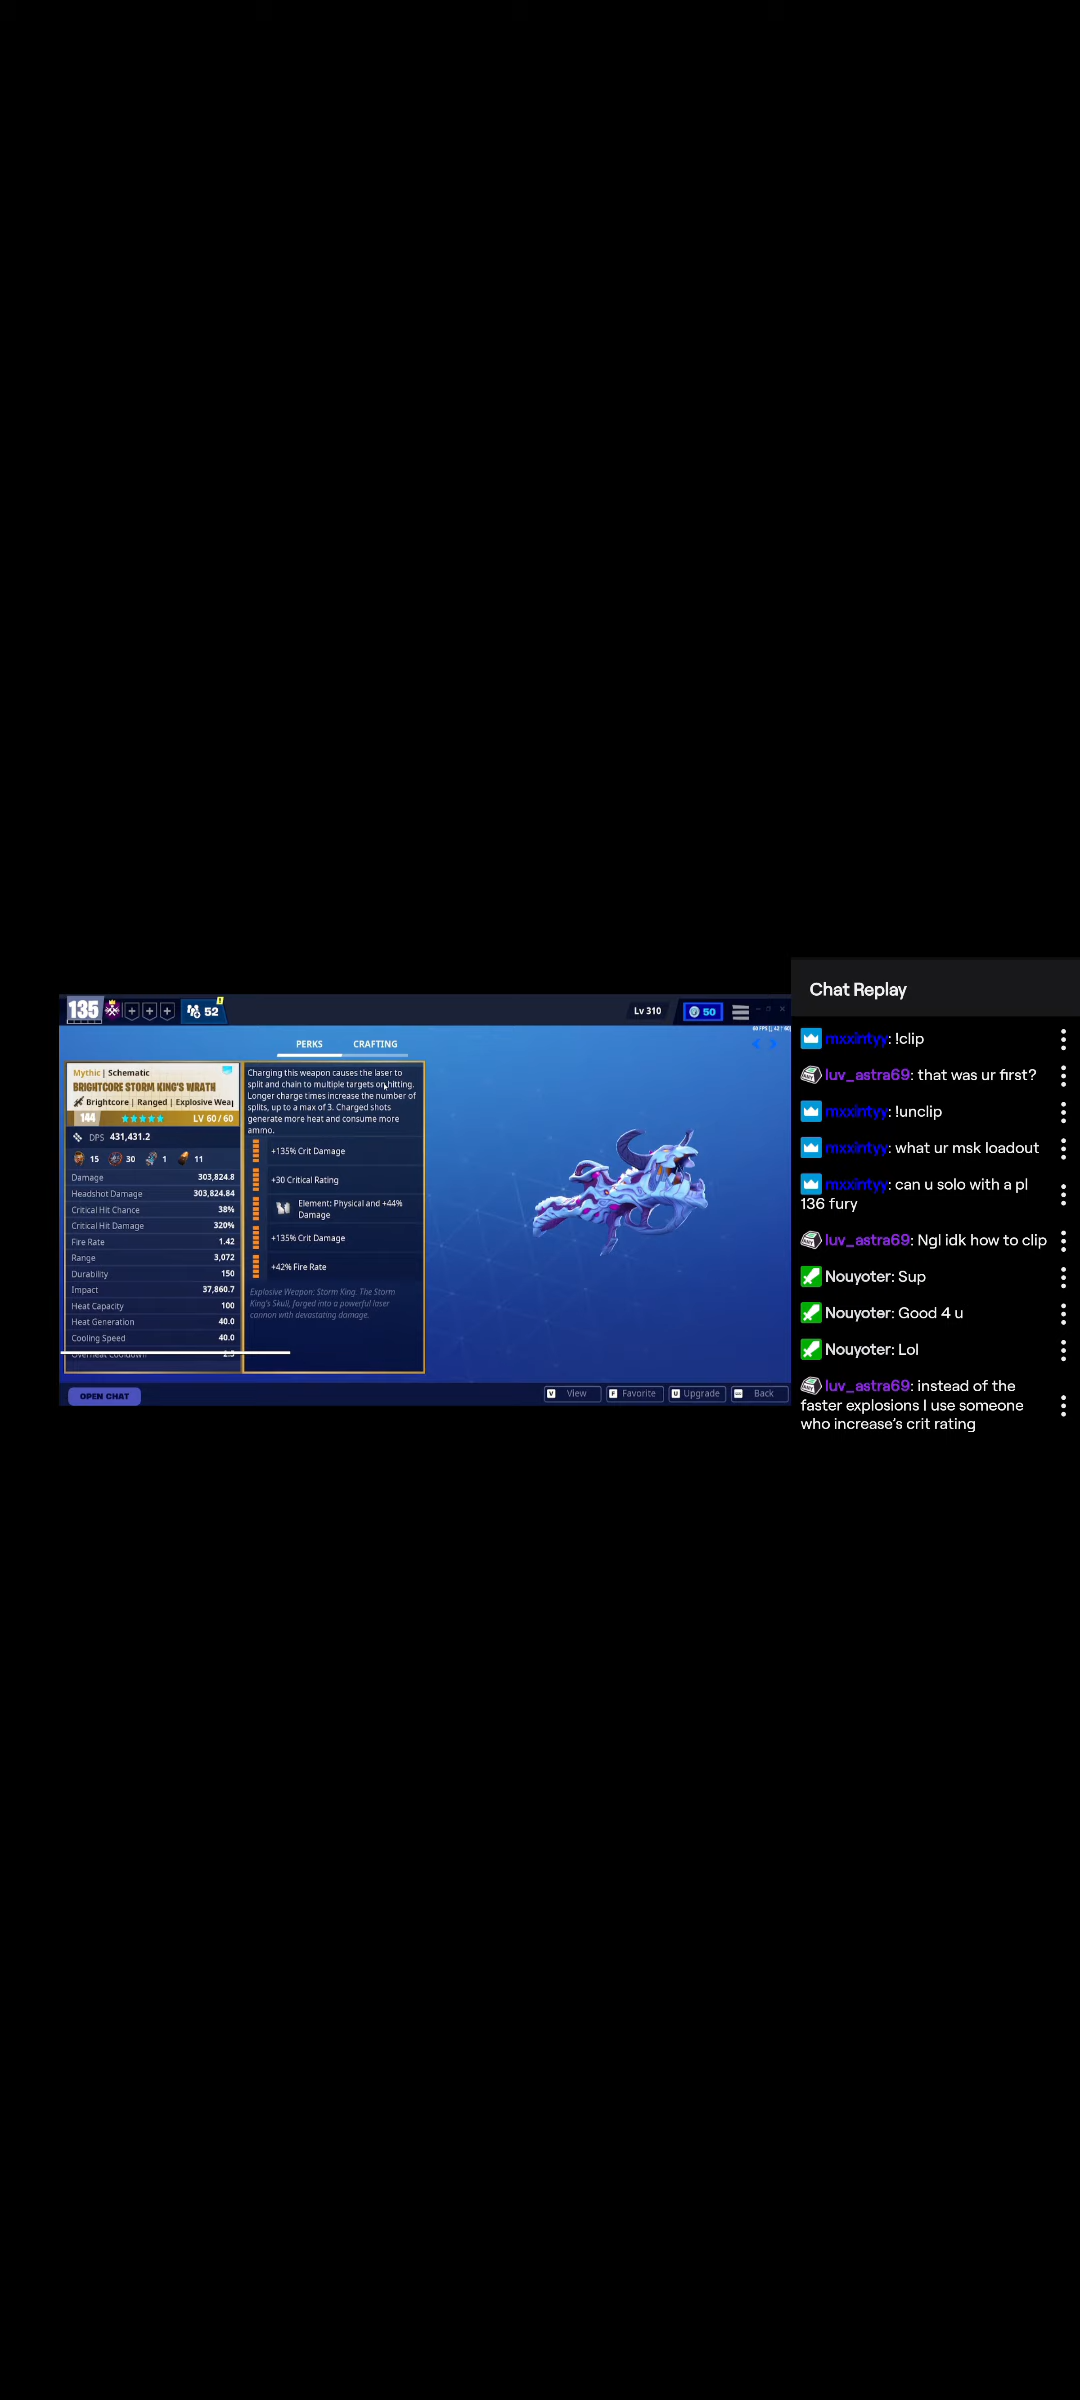 135
52
Lv 310
50
PERKS
CRAFTING
Mythic | Schematic
BRIGHTCORE STORM KING'S WRATH
Brightcore | Ranged | Explosive Weap
144
LV 60/60
DPS 431,431.2
15 30 1 11
Damage 303,824.8
Headshot Damage 303,824.84
Critical Hit Chance 38%
Critical Hit Damage 320%
Fire Rate 1.42
Range 3,072
Durability 150
Impact 37,860.7
Heat Capacity 100
Heat Generation 40.0
Cooling Speed 40.0
Overheat Cooldown
Charging this weapon causes the laser to
split and chain to multiple targets on hitting.
Longer charge times increase the number of
splits, up to a max of 3. Charged shots
generate more heat and consume more
ammo.
+135% Crit Damage
+30 Critical Rating
Element: Physical and +44%
Damage
+135% Crit Damage
+42% Fire Rate
Explosive Weapon: Storm King. The Storm
King's Skull, forged into a powerful laser
cannon with devastating damage.
OPEN CHAT
V View
F Favorite
U Upgrade
Back
Chat Replay
mxxintyy: !clip
luv_astra69: that was ur first?
mxxintyy: !unclip
mxxintyy: what ur msk loadout
mxxintyy: can u solo with a pl
136 fury
luv_astra69: Ngl idk how to clip
Nouyoter: Sup
Nouyoter: Good 4 u
Nouyoter: Lol
luv_astra69: instead of the
faster explosions I use someone
who increase's crit rating